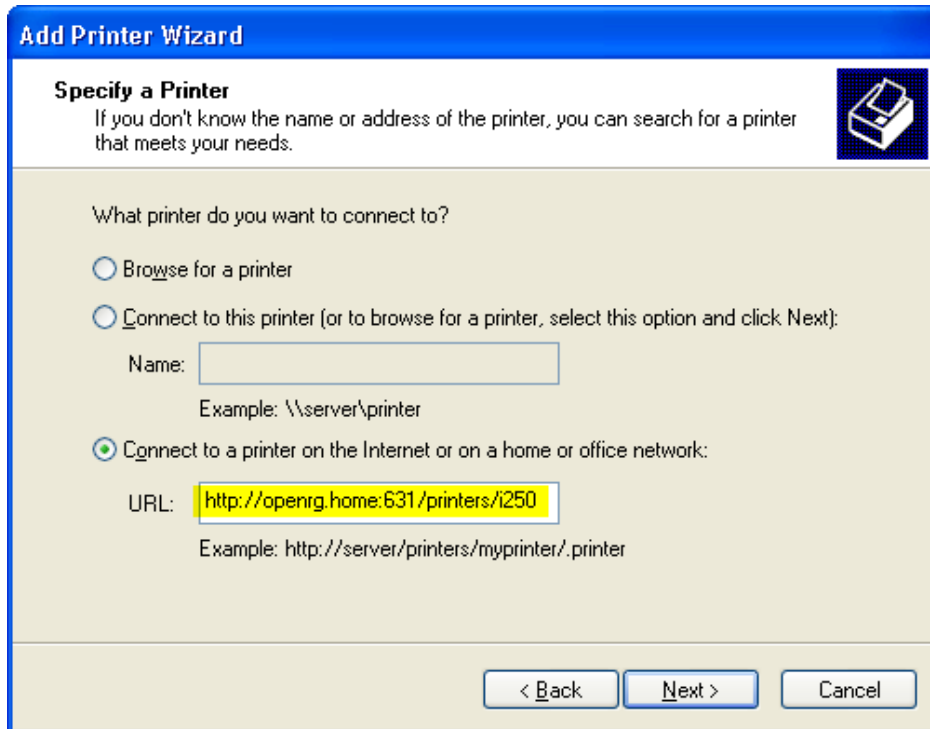 Add Printer Wizard
Specify a Printer
If you don't know the name or address of the printer, you can search for a printer
that meets your needs.
What printer do you want to connect to?
Browse for a printer
Connect to this printer (or to browse for a printer, select this option and click Next):
Name:
Example: \\server\printer
Connect to a printer on the Internet or on a home or office network:
URL: http://openrg.home:631/printers/i250
Example: http://server/printers/myprinter/.printer
< Back Next > Cancel